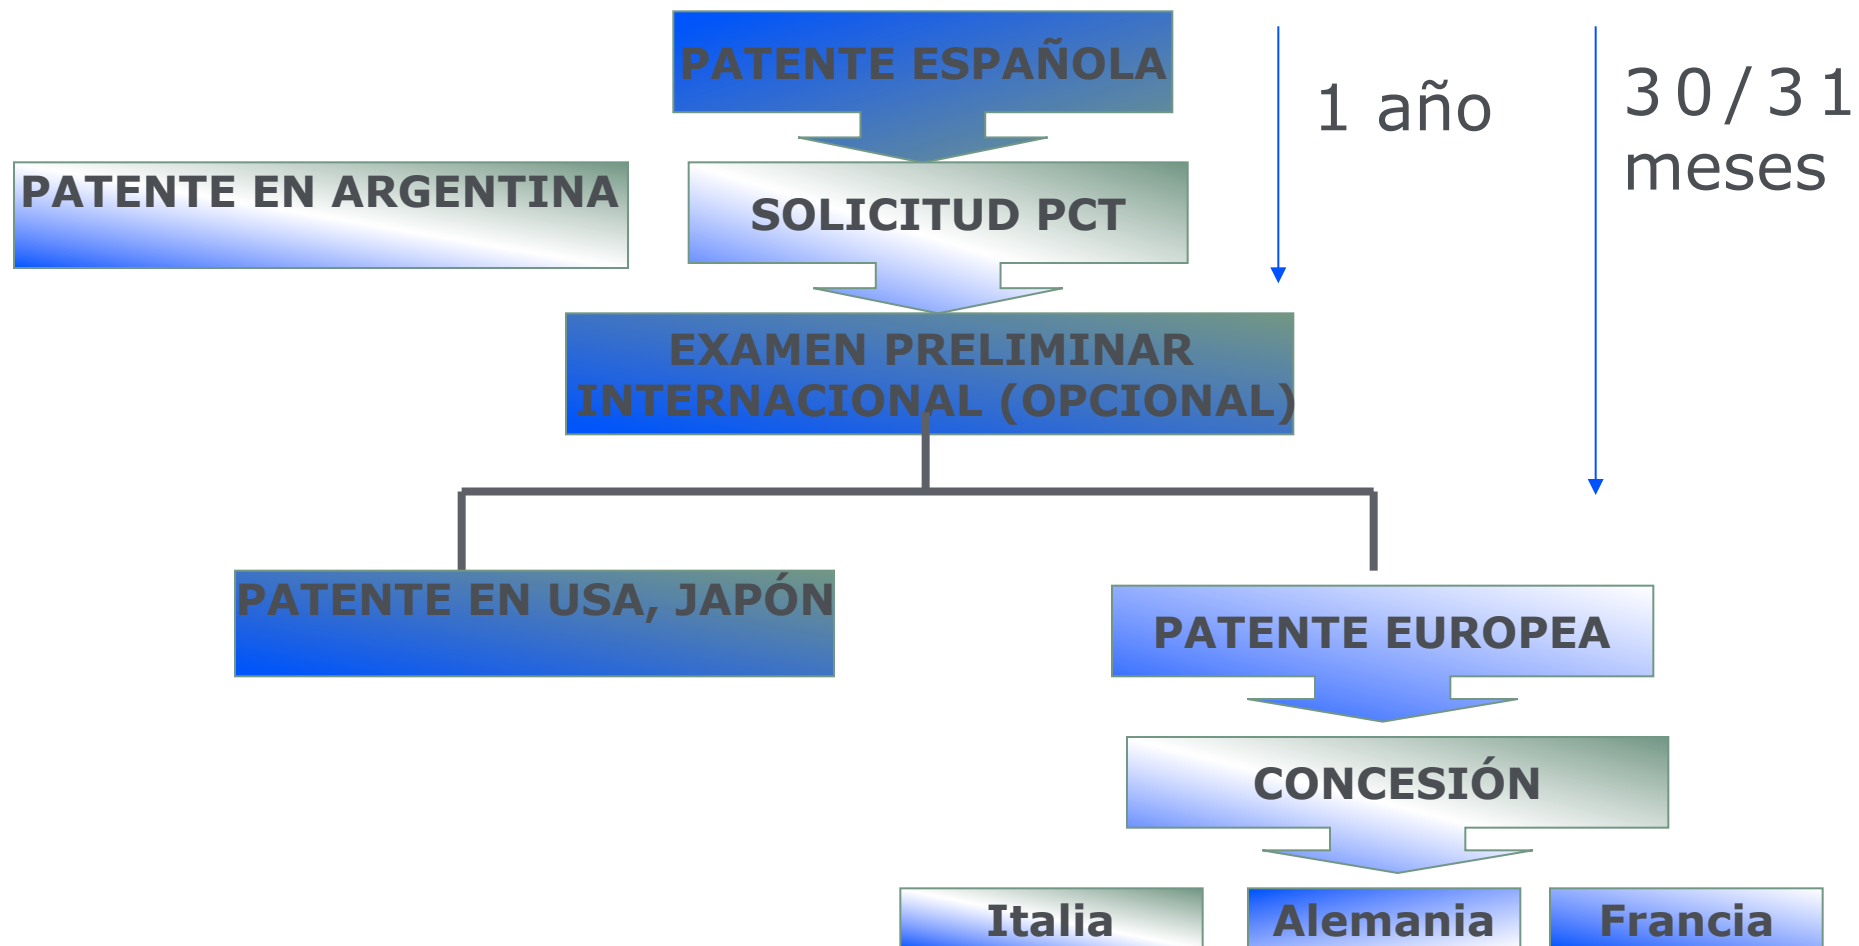 PATENTE ESPAÑOLA
1 año
30/31
meses
PATENTE EN ARGENTINA
SOLICITUD PCT
EXAMEN PRELIMINAR
INTERNACIONAL (OPCIONAL)
PATENTE EN USA, JAPÓN
PATENTE EUROPEA
CONCESIÓN
Italia
Alemania
Francia